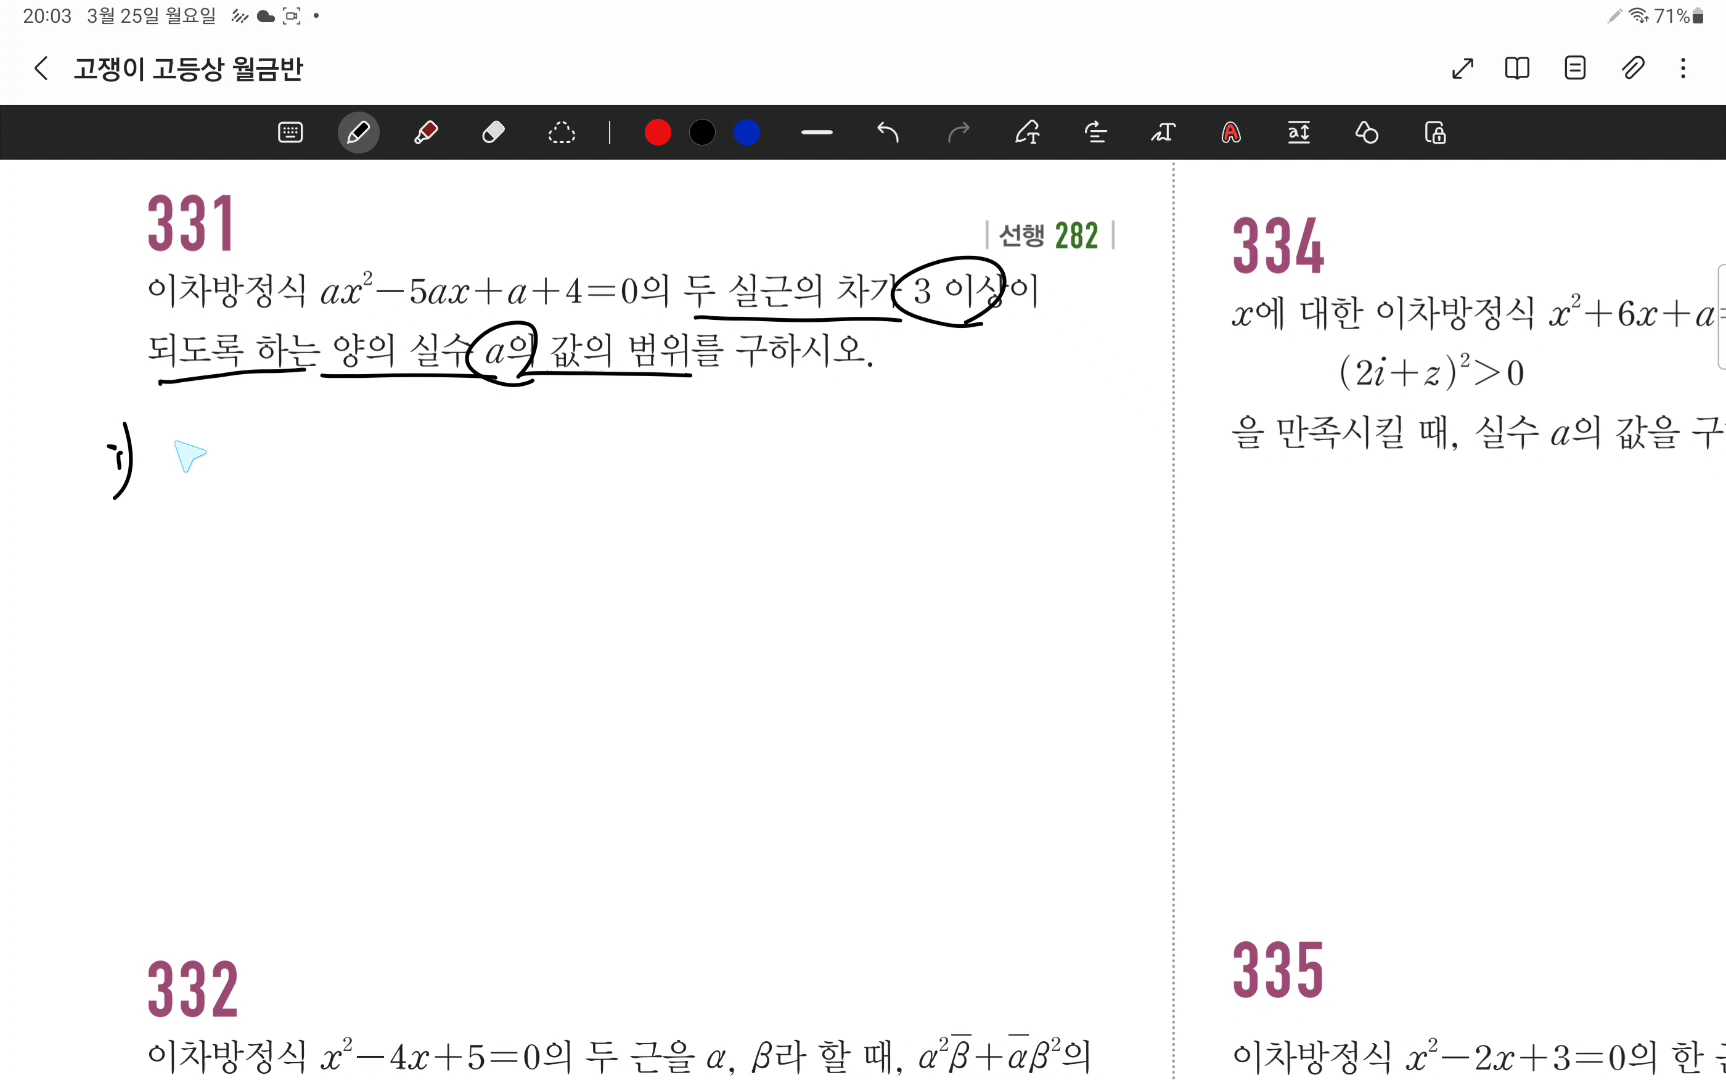 20:03 3월 25일 월요일 71%
고쟁이 고등상 월금반
331
선행 282
이차방정식 ax²−5ax+a+4=0의 두 실근의 차가 3 이상이
되도록 하는 양의 실수 a의 값의 범위를 구하시오.
i)
332
이차방정식 x²−4x+5=0의 두 근을 α, β라 할 때, α²β̅+α̅β²의
334
x에 대한 이차방정식 x²+6x+a=
(2i+z)²>0
을 만족시킬 때, 실수 a의 값을 구
335
이차방정식 x²−2x+3=0의 한